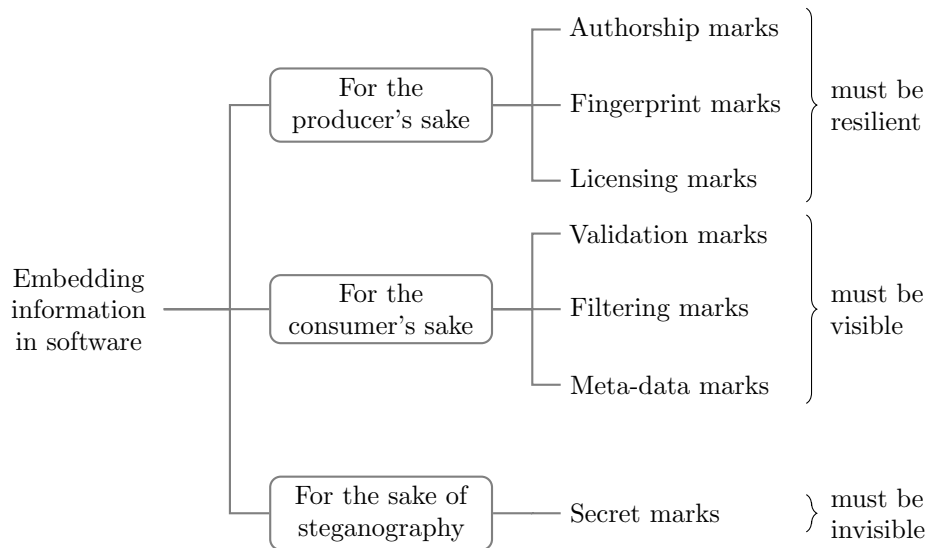 Embedding
information
in software
For the
producer's sake
Authorship marks
Fingerprint marks
Licensing marks
must be
resilient
For the
consumer's sake
Validation marks
Filtering marks
Meta-data marks
must be
visible
For the sake of
steganography
Secret marks
must be
invisible